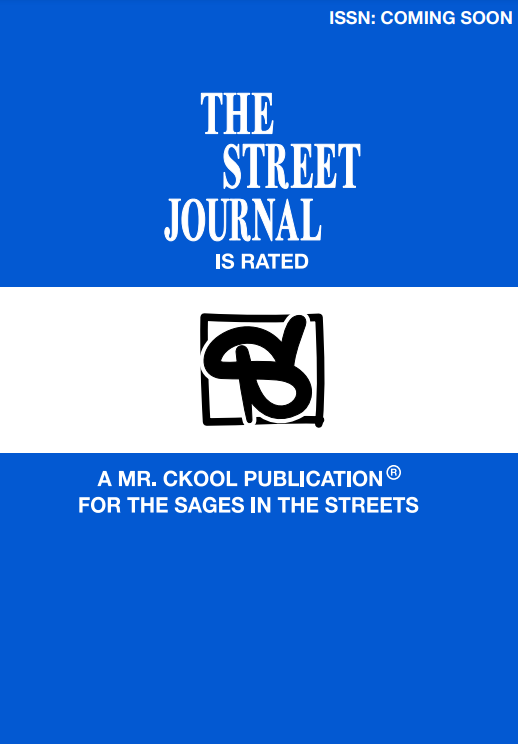 ISSN: COMING SOON
THE
STREET
JOURNAL
IS RATED
A MR. CKOOL PUBLICATION®
FOR THE SAGES IN THE STREETS